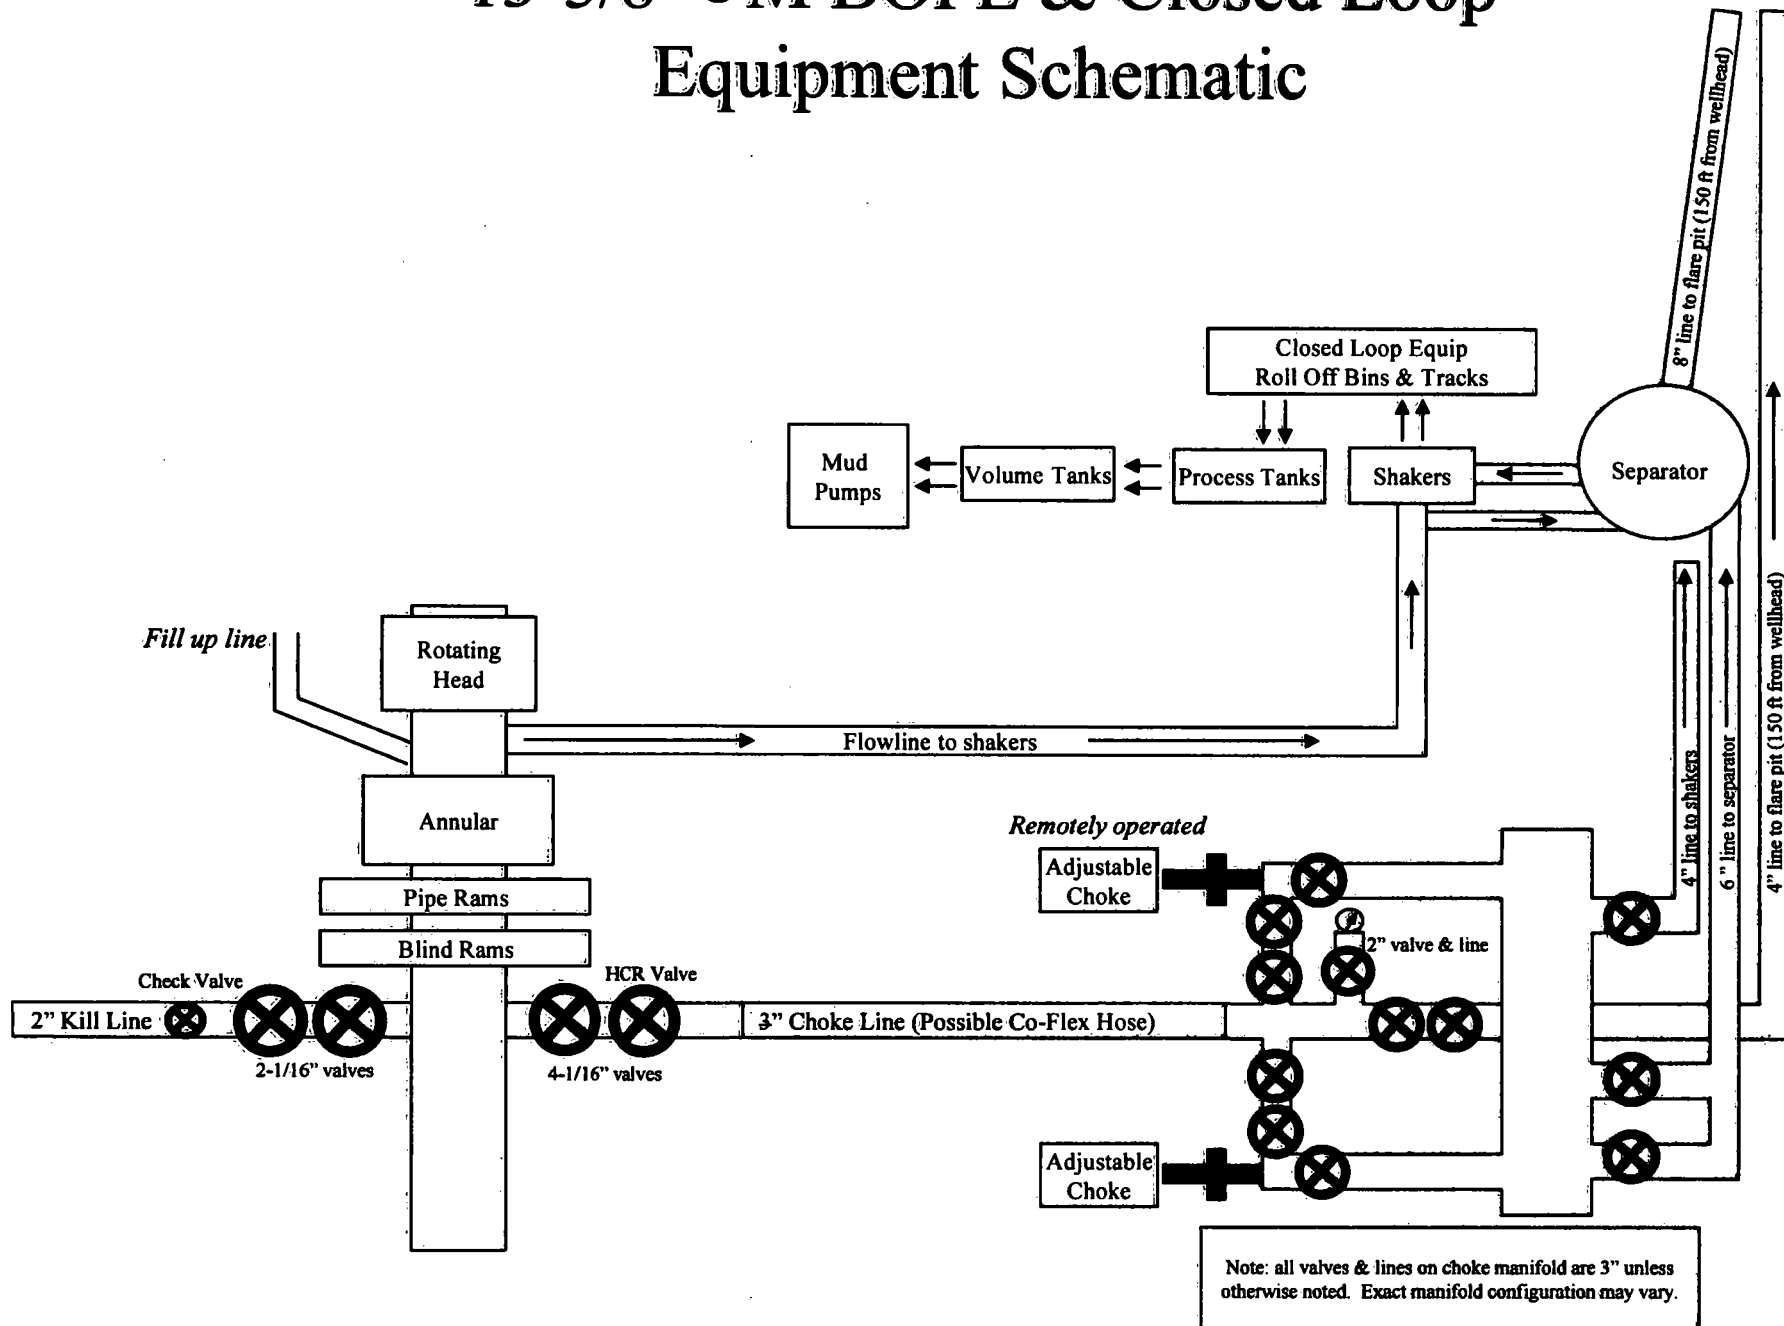 & Closed Loop
Equipment Schematic
8” line to flare pit (150 ft from wellhead)
Closed Loop Equip
Roll Off Bins & Tracks
Mud
Pumps
Volume Tanks
Process Tanks
Shakers
Separator
Fill up line
Rotating
Head
Flowline to shakers
Annular
Pipe Rams
Blind Rams
Check Valve
HCR Valve
2” Kill Line
3” Choke Line (Possible Co-Flex Hose)
2-1/16” valves
4-1/16” valves
Remotely operated
Adjustable
Choke
2” valve & line
Adjustable
Choke
4” line to shakers
6” line to separator
4” line to flare pit (150 ft from wellhead)
Note: all valves & lines on choke manifold are 3” unless
otherwise noted. Exact manifold configuration may vary.